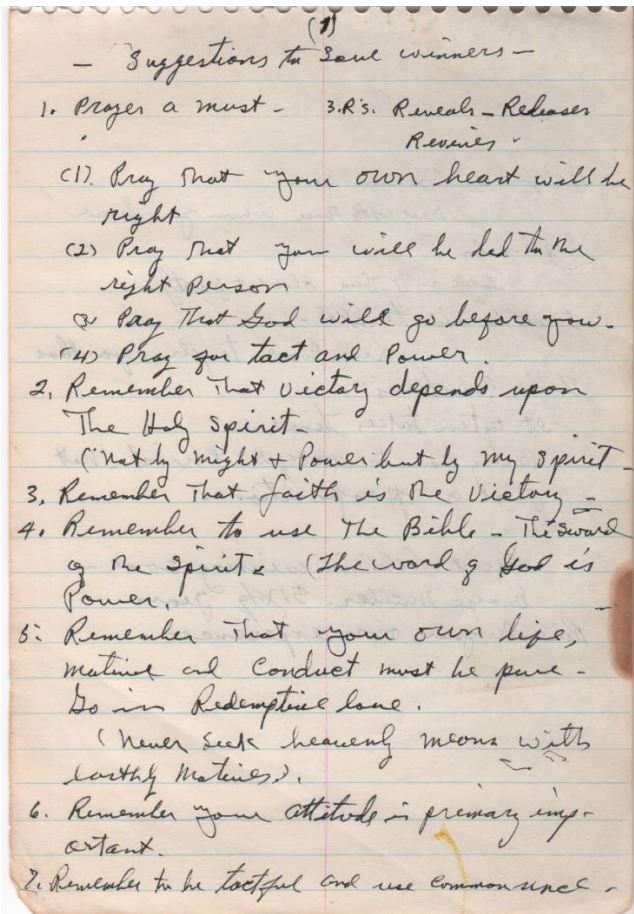 (1)
- Suggestions to Soul winners -
1. Prayer a must - 3.R's. Reveals - Releases
Revives -
(1). Pray that your own heart will be
right
(2) Pray that you will be led to the
right Person
(3) Pray That God will go before you.
(4) Pray for tact and Power.
2. Remember That Victory depends upon
The Holy Spirit -
("Not by might & Power but by my Spirit -
3. Remember That faith is the Victory -
4. Remember to use The Bible - The Sword
of the Spirit. (The word of God is
Power.
5. Remember That your own life,
Motive and Conduct must be pure -
Go in Redemptive love.
(Never Seek heavenly means with
earthly Motives).
6. Remember your attitude is primary imp-
ortant.
7. Remember to be tactful and use common sense -